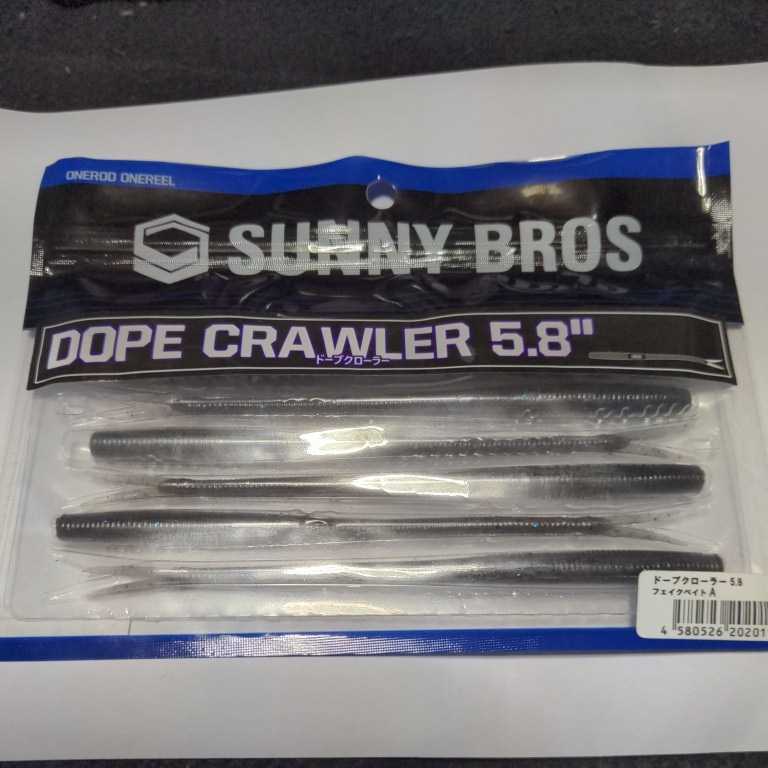 ONEROD ONEREEL
SUNNY BROS
DOPE CRAWLER 5.8"
ドープクローラー
ドープクローラー 5.8
フェイクベイト A
4 580526 20201